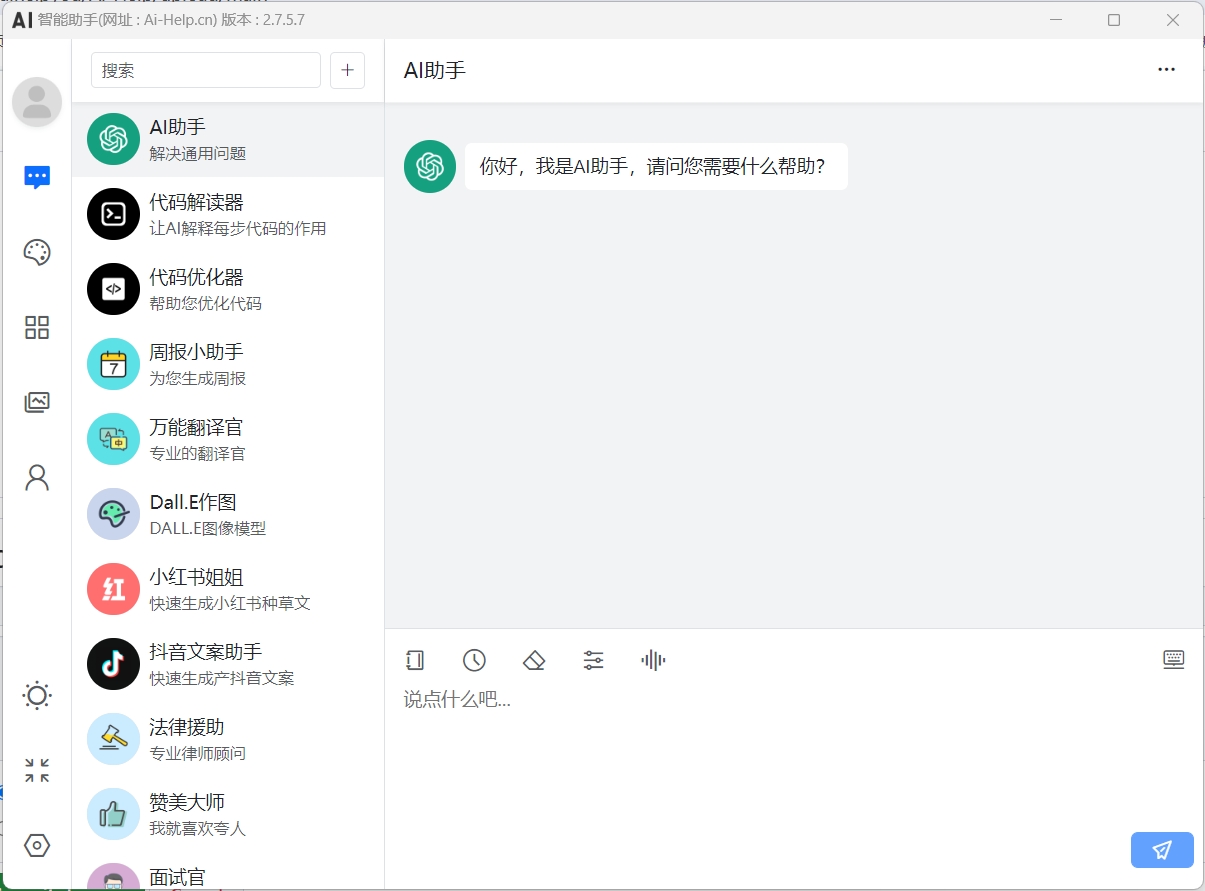 AI 智能助手(网址 : Ai-Help.cn) 版本 : 2.7.5.7
搜索
AI助手
解决通用问题
代码解读器
让AI解释每步代码的作用
代码优化器
帮助您优化代码
周报小助手
7
为您生成周报
万能翻译官
A
中
专业的翻译官
Dall.E作图
DALL.E图像模型
小红书姐姐
红
快速生成小红书种草文
抖音文案助手
快速生成产抖音文案
法律援助
专业律师顾问
赞美大师
我就喜欢夸人
面试官
AI助手
你好，我是AI助手，请问您需要什么帮助？
说点什么吧...